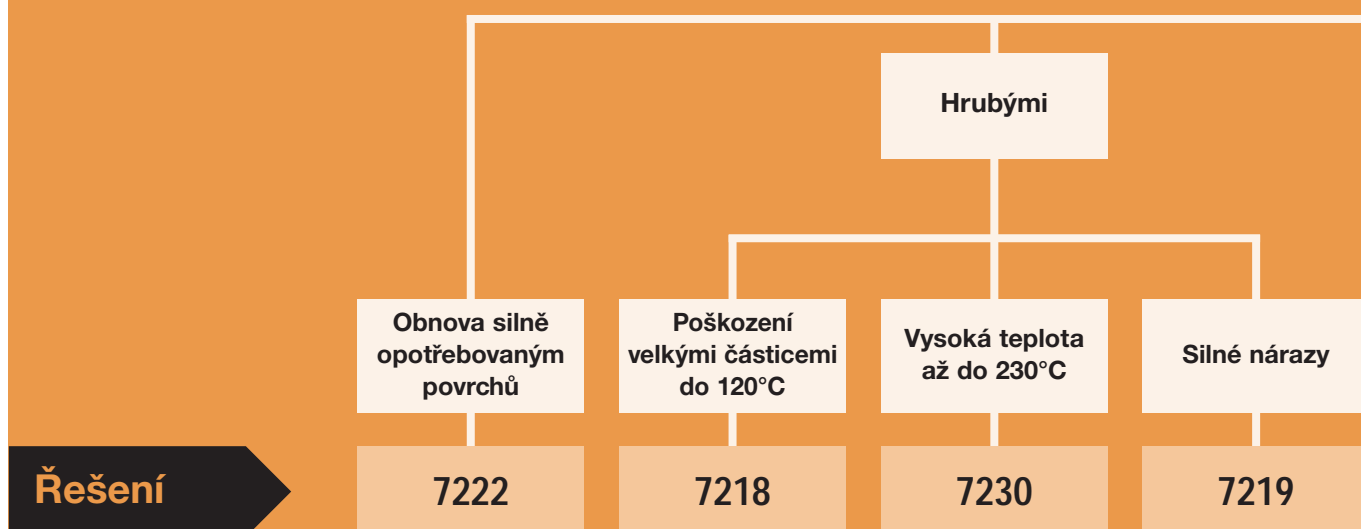 Hrubými
Obnova silně
opotřebovaným
povrchů
Poškození
velkými částicemi
do 120°C
Vysoká teplota
až do 230°C
Silné nárazy
Řešení
7222
7218
7230
7219